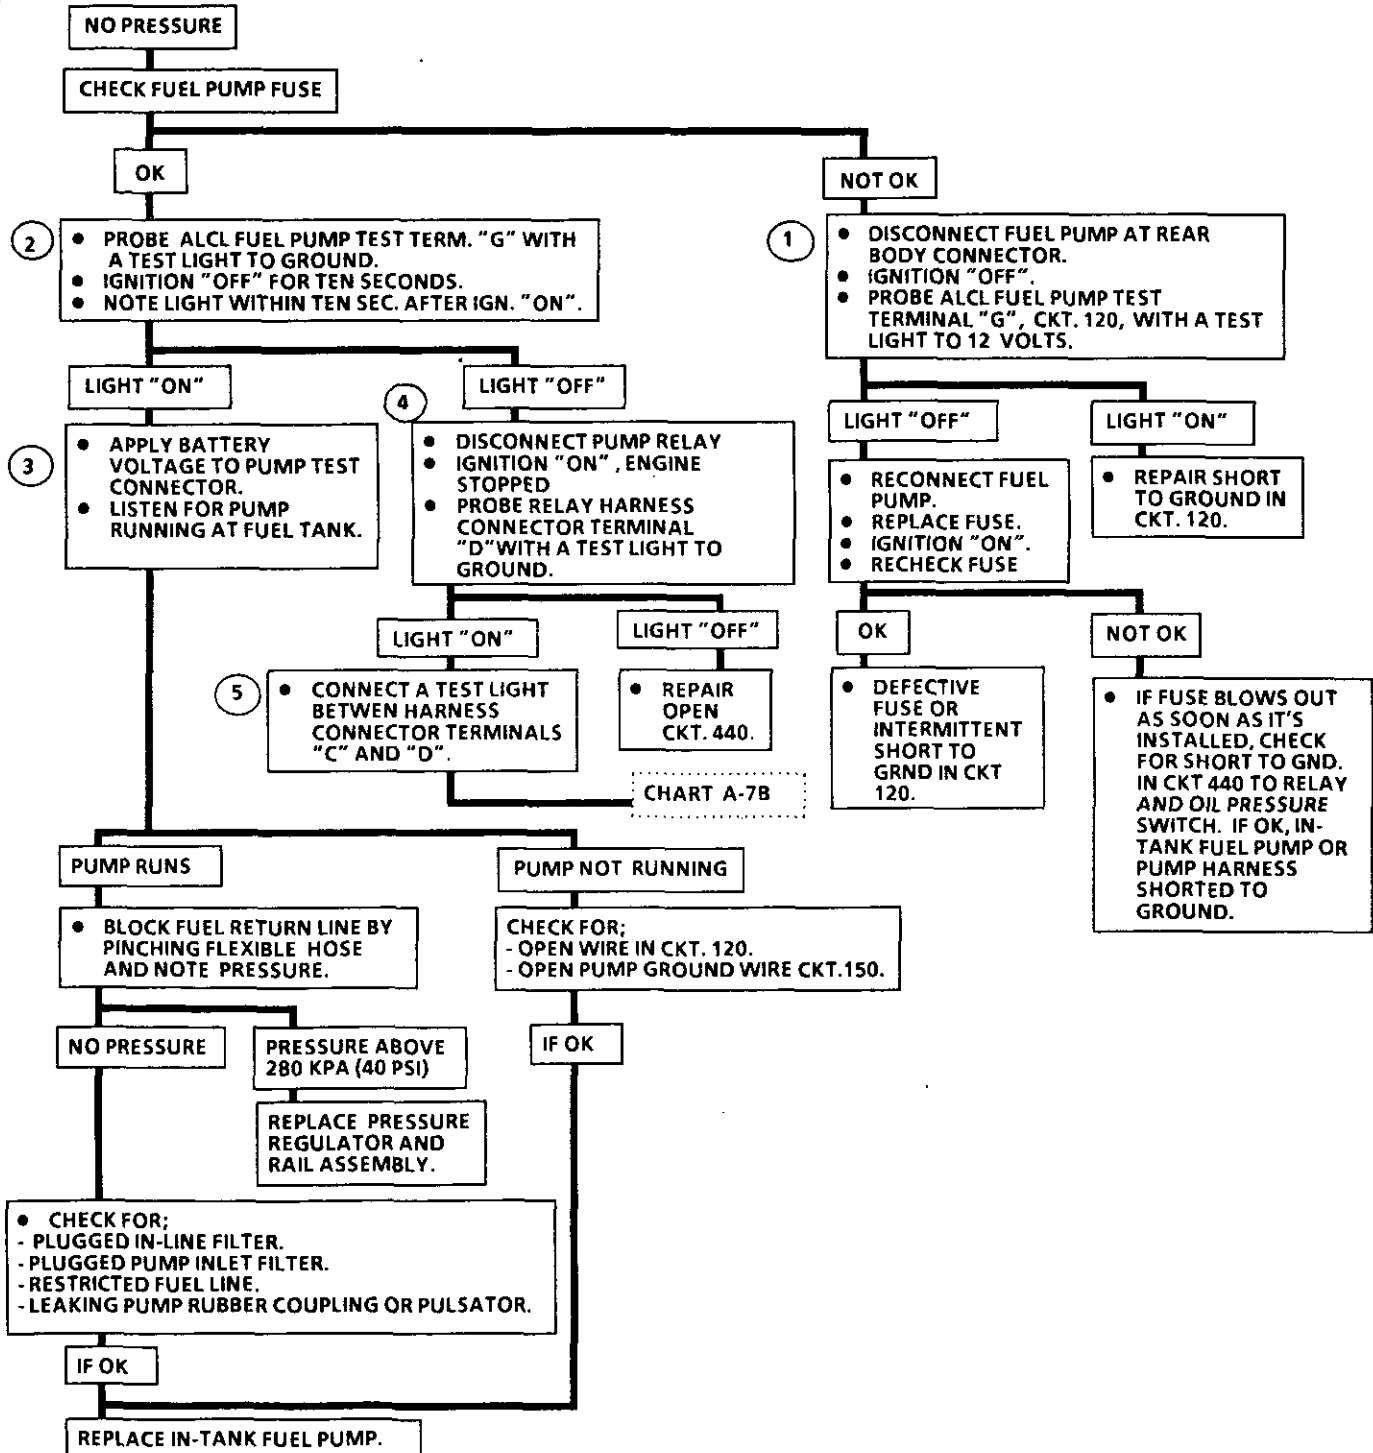 NO PRESSURE
CHECK FUEL PUMP FUSE
OK
NOT OK
2
● PROBE ALCL FUEL PUMP TEST TERM. "G" WITH
A TEST LIGHT TO GROUND.
● IGNITION "OFF" FOR TEN SECONDS.
● NOTE LIGHT WITHIN TEN SEC. AFTER IGN. "ON".
1
● DISCONNECT FUEL PUMP AT REAR
BODY CONNECTOR.
● IGNITION "OFF".
● PROBE ALCL FUEL PUMP TEST
TERMINAL "G", CKT. 120, WITH A TEST
LIGHT TO 12 VOLTS.
LIGHT "ON"
LIGHT "OFF"
3
● APPLY BATTERY
VOLTAGE TO PUMP TEST
CONNECTOR.
● LISTEN FOR PUMP
RUNNING AT FUEL TANK.
4
● DISCONNECT PUMP RELAY
● IGNITION "ON" , ENGINE
STOPPED
● PROBE RELAY HARNESS
CONNECTOR TERMINAL
"D"WITH A TEST LIGHT TO
GROUND.
LIGHT "OFF"
LIGHT "ON"
● RECONNECT FUEL
PUMP.
● REPLACE FUSE.
● IGNITION "ON".
● RECHECK FUSE
● REPAIR SHORT
TO GROUND IN
CKT. 120.
LIGHT "ON"
LIGHT "OFF"
OK
NOT OK
5
● CONNECT A TEST LIGHT
BETWEN HARNESS
CONNECTOR TERMINALS
"C" AND "D".
● REPAIR
OPEN
CKT. 440.
● DEFECTIVE
FUSE OR
INTERMITTENT
SHORT TO
GRND IN CKT
120.
● IF FUSE BLOWS OUT
AS SOON AS IT'S
INSTALLED, CHECK
FOR SHORT TO GND.
IN CKT 440 TO RELAY
AND OIL PRESSURE
SWITCH. IF OK, IN-
TANK FUEL PUMP OR
PUMP HARNESS
SHORTED TO
GROUND.
CHART A-7B
PUMP RUNS
PUMP NOT RUNNING
● BLOCK FUEL RETURN LINE BY
PINCHING FLEXIBLE HOSE
AND NOTE PRESSURE.
CHECK FOR;
- OPEN WIRE IN CKT. 120.
- OPEN PUMP GROUND WIRE CKT.150.
NO PRESSURE
PRESSURE ABOVE
280 KPA (40 PSI)
IF OK
REPLACE PRESSURE
REGULATOR AND
RAIL ASSEMBLY.
● CHECK FOR;
- PLUGGED IN-LINE FILTER.
- PLUGGED PUMP INLET FILTER.
- RESTRICTED FUEL LINE.
- LEAKING PUMP RUBBER COUPLING OR PULSATOR.
IF OK
REPLACE IN-TANK FUEL PUMP.